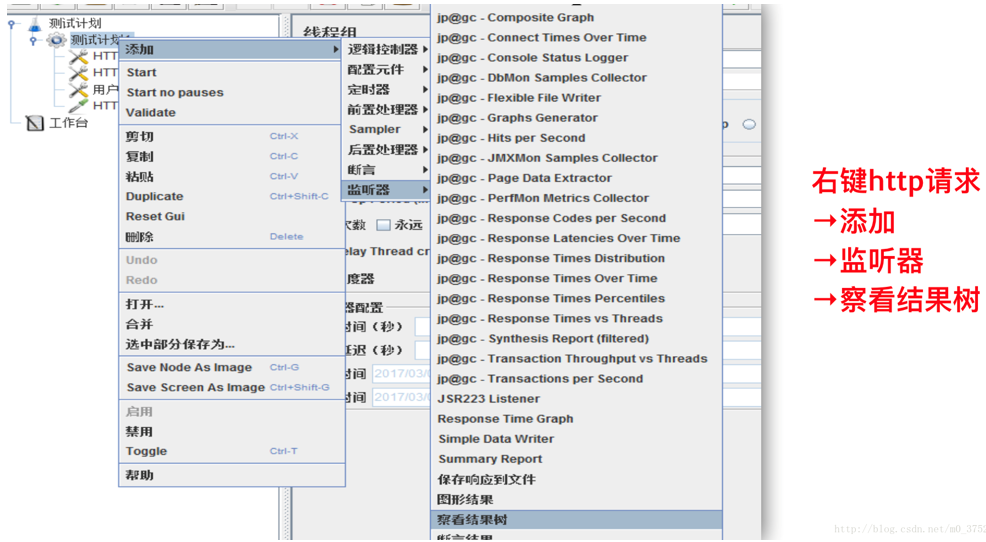 测试计划
测试计划
HTT
HTT
用户
HTT
工作台
线程组
添加
Start
Start no pauses
Validate
剪切 Ctrl-X
复制 Ctrl-C
粘贴 Ctrl-V
Duplicate Ctrl+Shift-C
Reset Gui
删除 Delete
Undo
Redo
打开...
合并
选中部分保存为...
Save Node As Image Ctrl-G
Save Screen As Image Ctrl+Shift-G
启用
禁用
Toggle Ctrl-T
帮助
逻辑控制器
配置元件
定时器
前置处理器
Sampler
后置处理器
断言
监听器
次数 永远
elay Thread cr
度器
器配置
时间（秒）
延迟（秒）
时间 2017/03/0
时间 2017/03/0
jp@gc - Composite Graph
jp@gc - Connect Times Over Time
jp@gc - Console Status Logger
jp@gc - DbMon Samples Collector
jp@gc - Flexible File Writer
jp@gc - Graphs Generator
jp@gc - Hits per Second
jp@gc - JMXMon Samples Collector
jp@gc - Page Data Extractor
jp@gc - PerfMon Metrics Collector
jp@gc - Response Codes per Second
jp@gc - Response Latencies Over Time
jp@gc - Response Times Distribution
jp@gc - Response Times Over Time
jp@gc - Response Times Percentiles
jp@gc - Response Times vs Threads
jp@gc - Synthesis Report (filtered)
jp@gc - Transaction Throughput vs Threads
jp@gc - Transactions per Second
JSR223 Listener
Response Time Graph
Simple Data Writer
Summary Report
保存响应到文件
图形结果
察看结果树
断言结果
右键http请求
→添加
→监听器
→察看结果树
http://blog.csdn.net/m0_3752